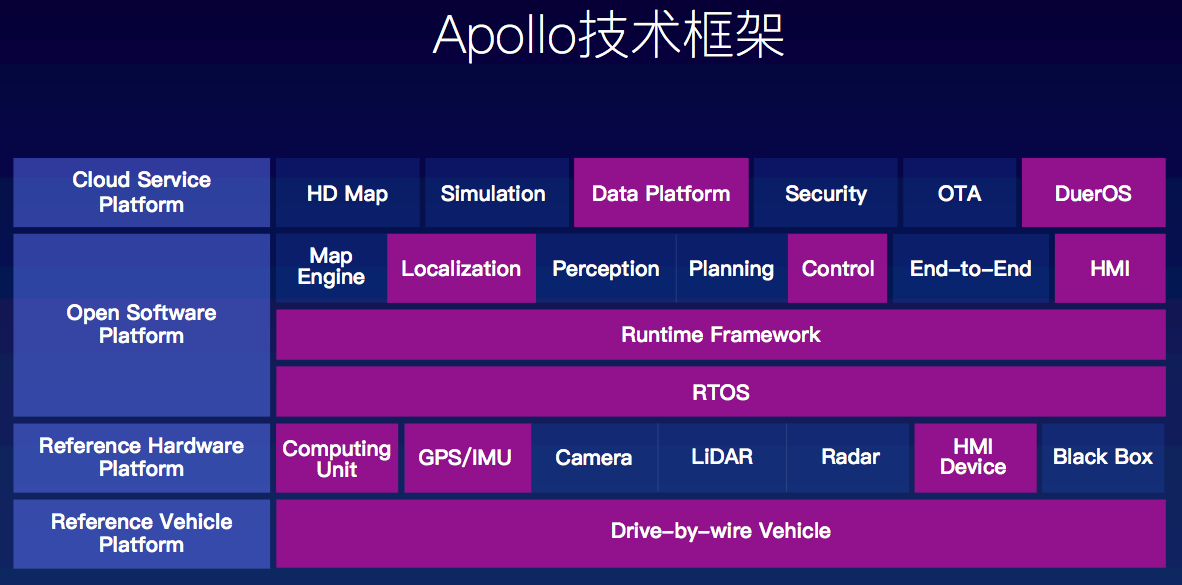 Apollo技术框架
Cloud Service
Platform
HD Map
Simulation
Data Platform
Security
OTA
DuerOS
Open Software
Platform
Map
Engine
Localization
Perception
Planning
Control
End-to-End
HMI
Runtime Framework
RTOS
Reference Hardware
Platform
Computing
Unit
GPS/IMU
Camera
LiDAR
Radar
HMI
Device
Black Box
Reference Vehicle
Platform
Drive-by-wire Vehicle